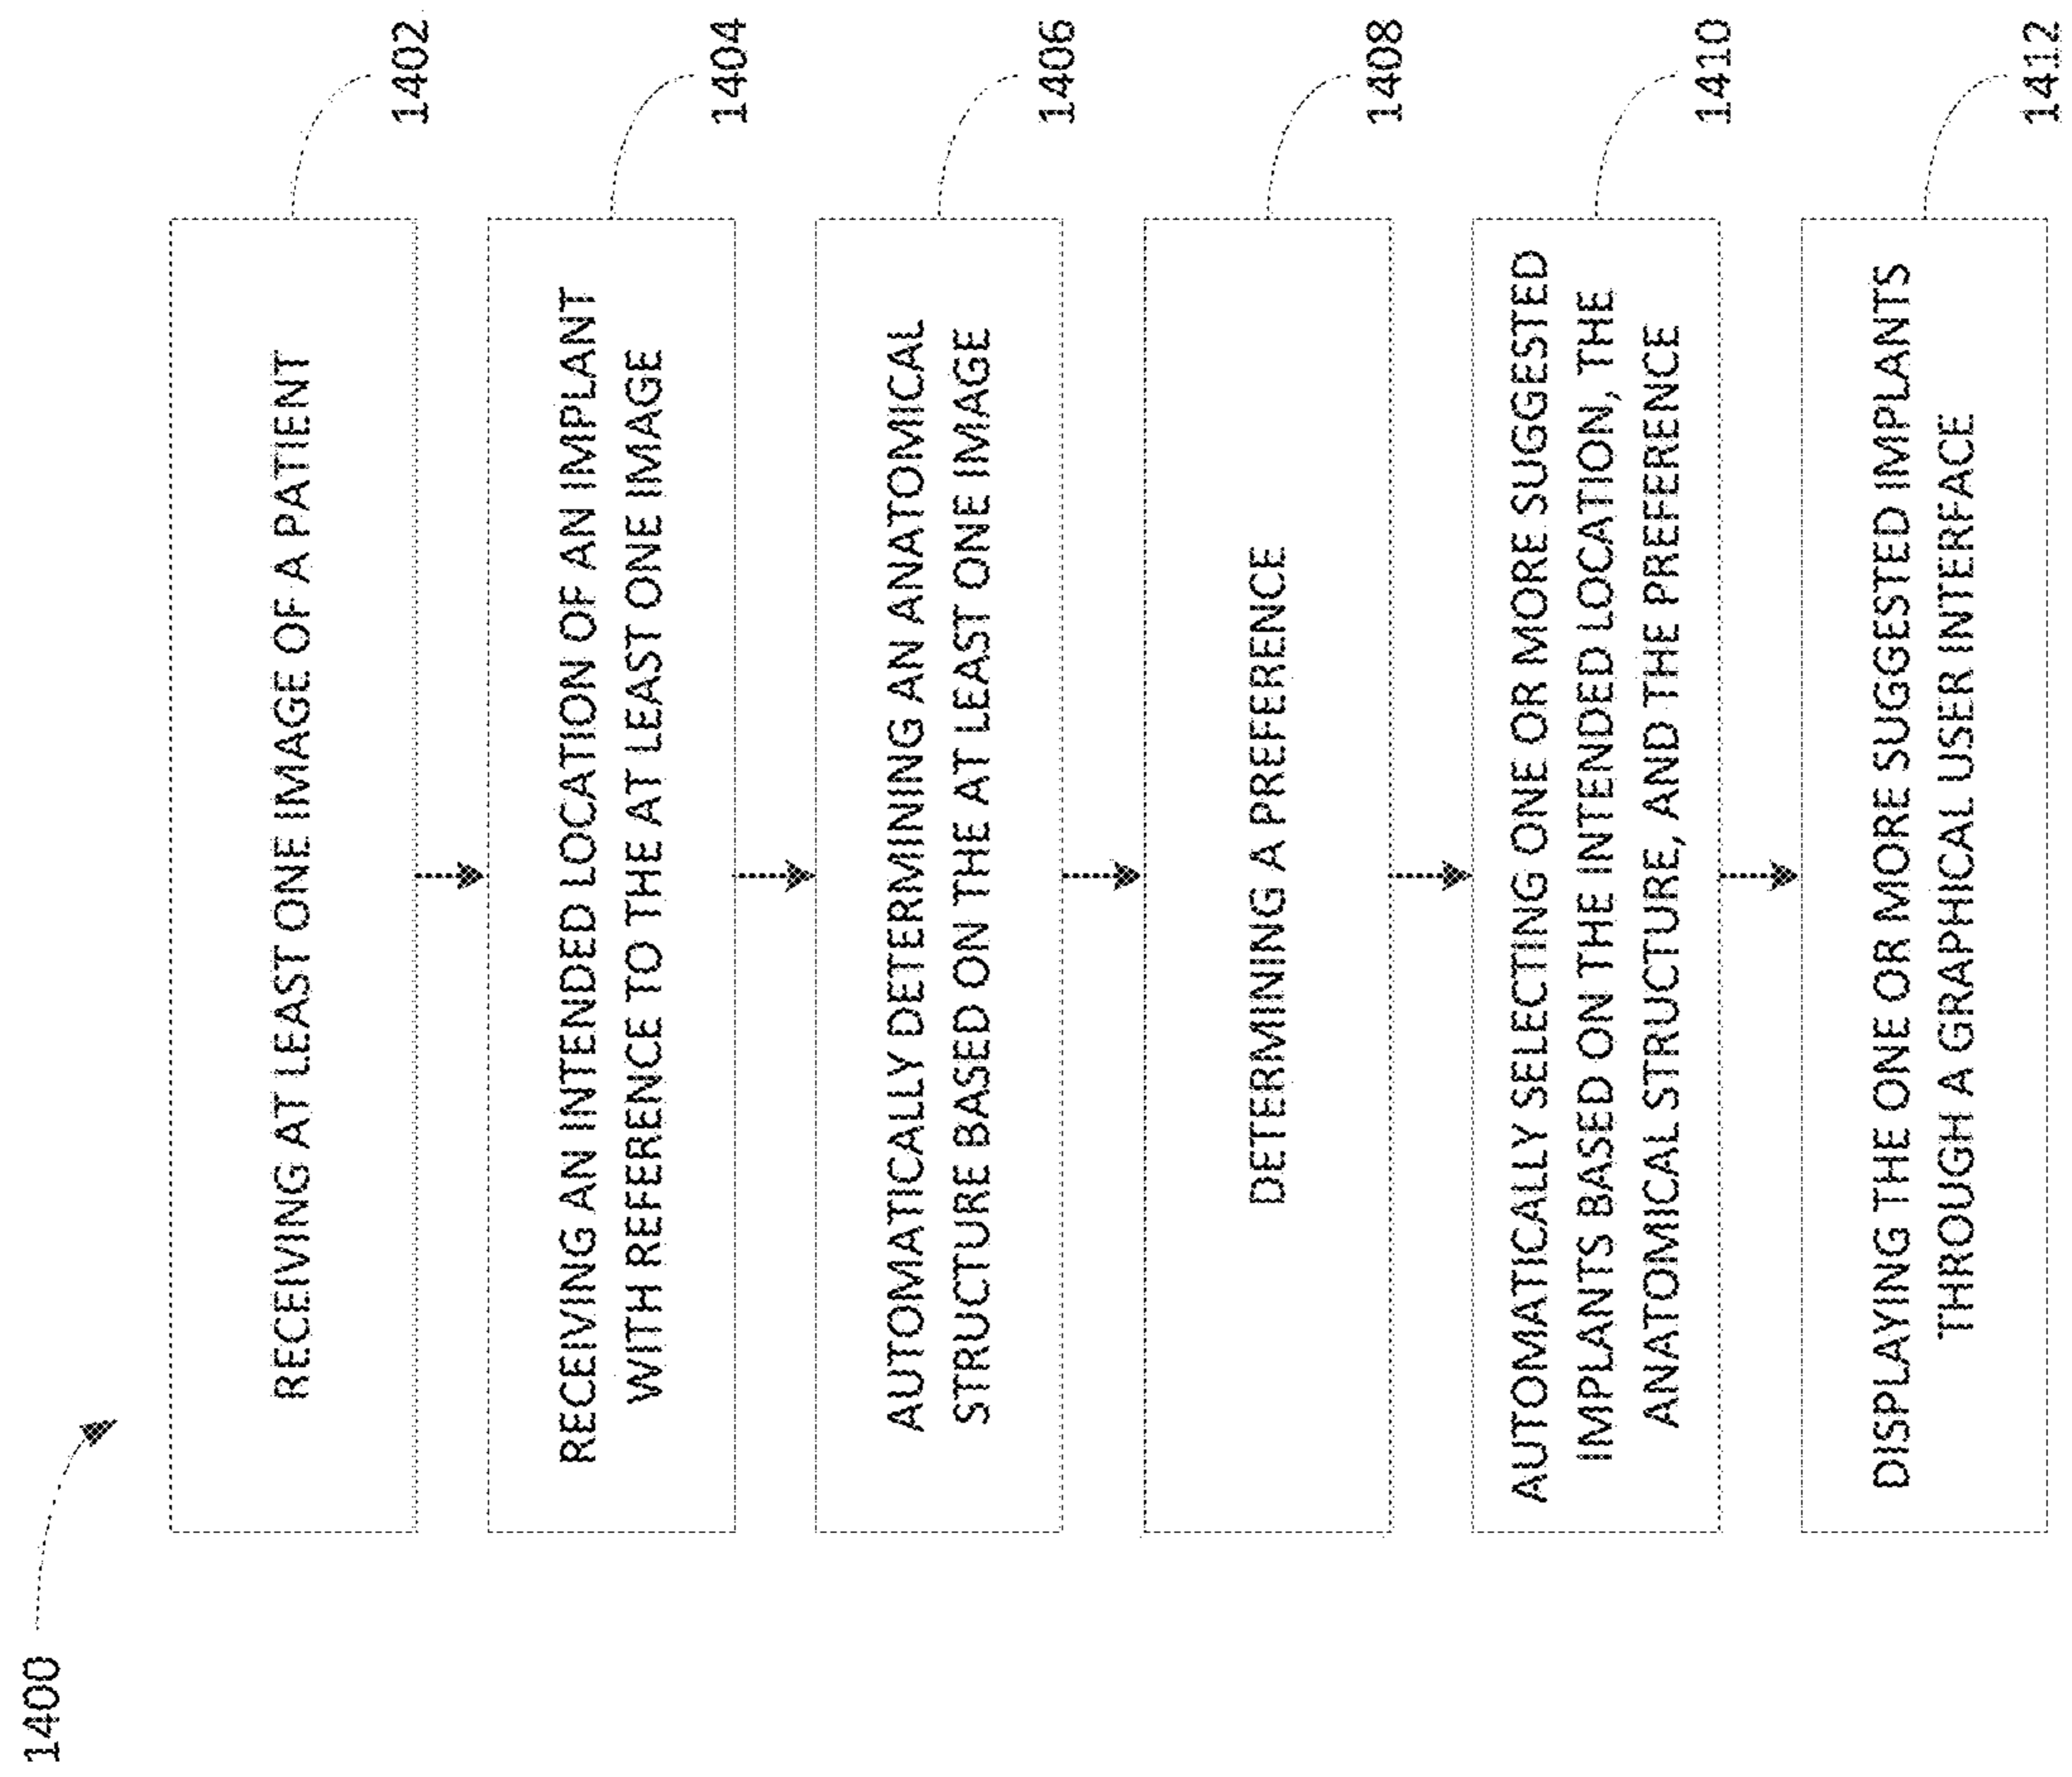 1400
RECEIVING AT LEAST ONE IMAGE OF A PATIENT
1402
RECEIVING AN INTENDED LOCATION OF AN IMPLANT
WITH REFERENCE TO THE AT LEAST ONE IMAGE
1404
AUTOMATICALLY DETERMINING AN ANATOMICAL
STRUCTURE BASED ON THE AT LEAST ONE IMAGE
1406
DETERMINING A PREFERENCE
1408
AUTOMATICALLY SELECTING ONE OR MORE SUGGESTED
IMPLANTS BASED ON THE INTENDED LOCATION, THE
ANATOMICAL STRUCTURE, AND THE PREFERENCE
1410
DISPLAYING THE ONE OR MORE SUGGESTED IMPLANTS
THROUGH A GRAPHICAL USER INTERFACE
1412